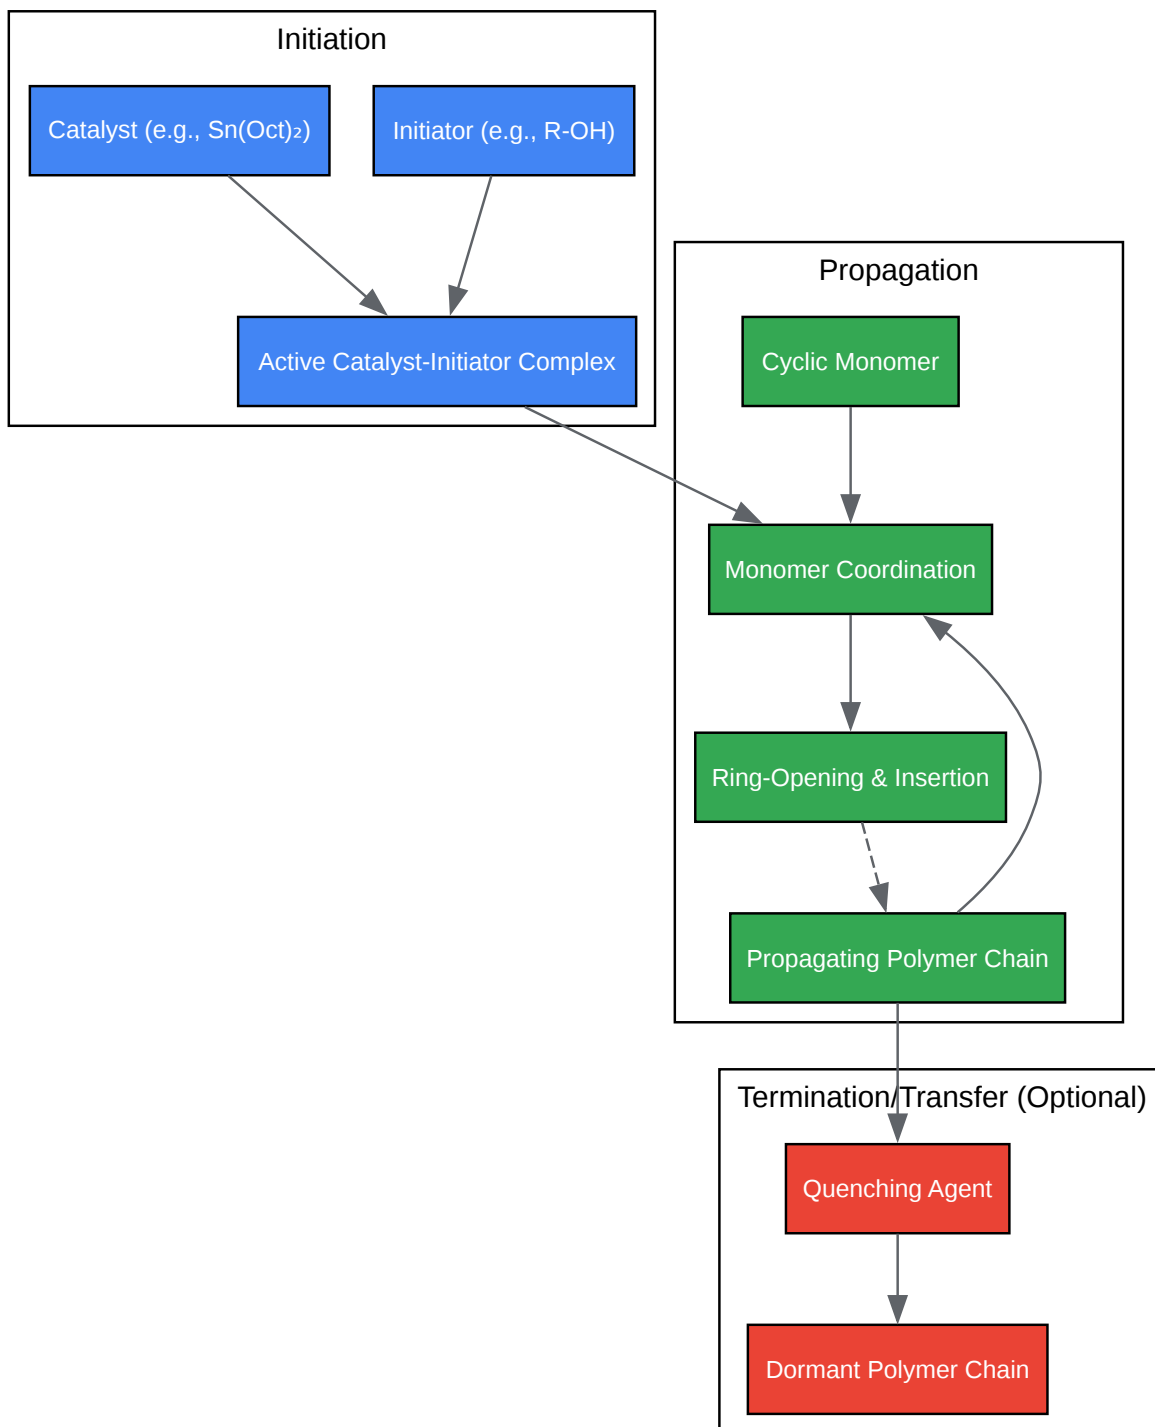 Initiation
Catalyst (e.g., Sn(Oct)₂)
Initiator (e.g., R-OH)
Active Catalyst-Initiator Complex
Propagation
Cyclic Monomer
Monomer Coordination
Ring-Opening & Insertion
Propagating Polymer Chain
Termination/Transfer (Optional)
Quenching Agent
Dormant Polymer Chain